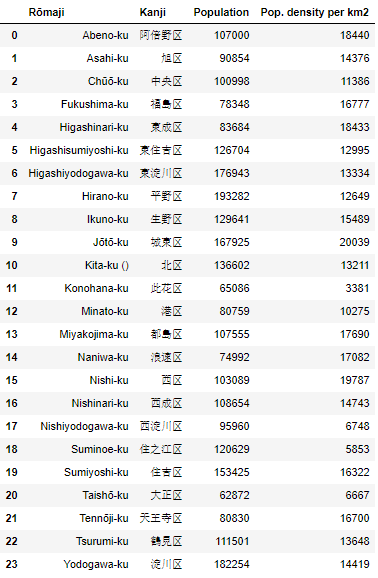 Rōmaji Kanji Population Pop. density per km2
0 Abeno-ku 阿倍野区 107000 18440
1 Asahi-ku 旭区 90854 14376
2 Chūō-ku 中央区 100998 11386
3 Fukushima-ku 福島区 78348 16777
4 Higashinari-ku 東成区 83684 18433
5 Higashisumiyoshi-ku 東住吉区 126704 12995
6 Higashiyodogawa-ku 東淀川区 176943 13334
7 Hirano-ku 平野区 193282 12649
8 Ikuno-ku 生野区 129641 15489
9 Jōtō-ku 城東区 167925 20039
10 Kita-ku () 北区 136602 13211
11 Konohana-ku 此花区 65086 3381
12 Minato-ku 港区 80759 10275
13 Miyakojima-ku 都島区 107555 17690
14 Naniwa-ku 浪速区 74992 17082
15 Nishi-ku 西区 103089 19787
16 Nishinari-ku 西成区 108654 14743
17 Nishiyodogawa-ku 西淀川区 95960 6748
18 Suminoe-ku 住之江区 120629 5853
19 Sumiyoshi-ku 住吉区 153425 16322
20 Taishō-ku 大正区 62872 6667
21 Tennōji-ku 天王寺区 80830 16700
22 Tsurumi-ku 鶴見区 111501 13648
23 Yodogawa-ku 淀川区 182254 14419